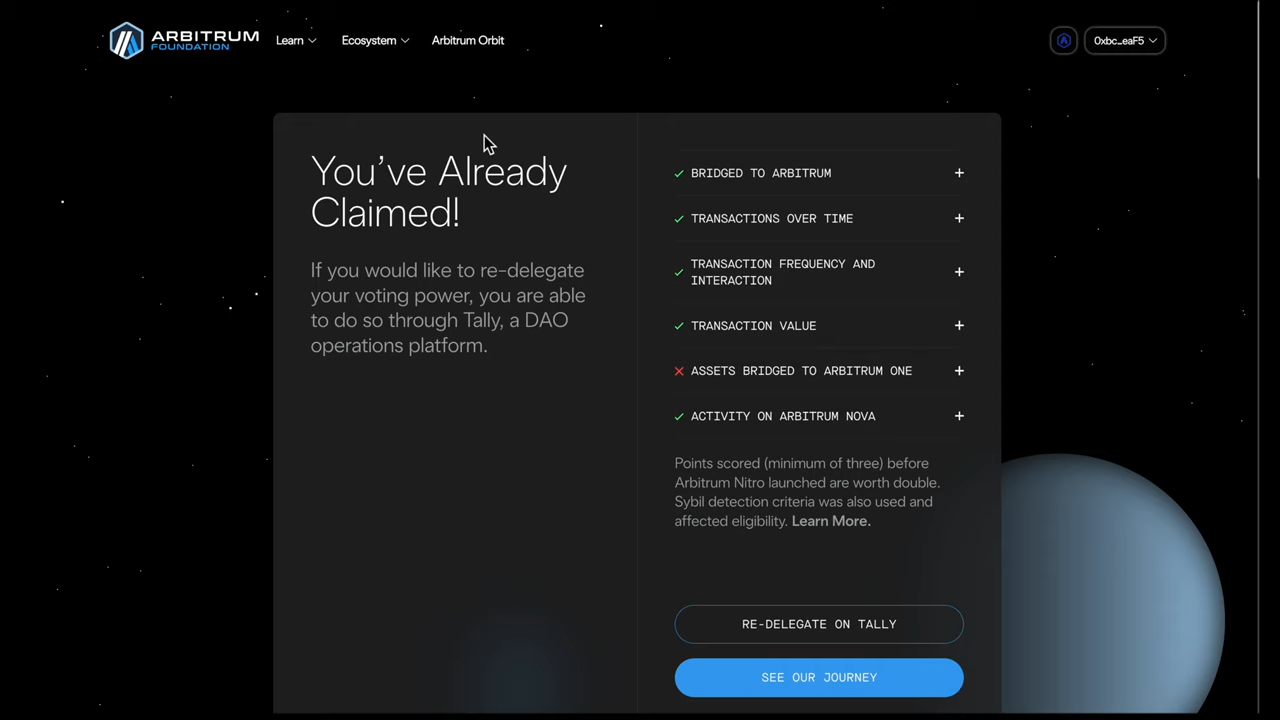 ARBITRUM
FOUNDATION
Learn
Ecosystem
Arbitrum Orbit
0xbc...eaF5
You’ve Already
Claimed!
If you would like to re-delegate
your voting power, you are able
to do so through Tally, a DAO
operations platform.
BRIDGED TO ARBITRUM
TRANSACTIONS OVER TIME
TRANSACTION FREQUENCY AND
INTERACTION
TRANSACTION VALUE
ASSETS BRIDGED TO ARBITRUM ONE
ACTIVITY ON ARBITRUM NOVA
Points scored (minimum of three) before
Arbitrum Nitro launched are worth double.
Sybil detection criteria was also used and
affected eligibility. Learn More.
RE-DELEGATE ON TALLY
SEE OUR JOURNEY